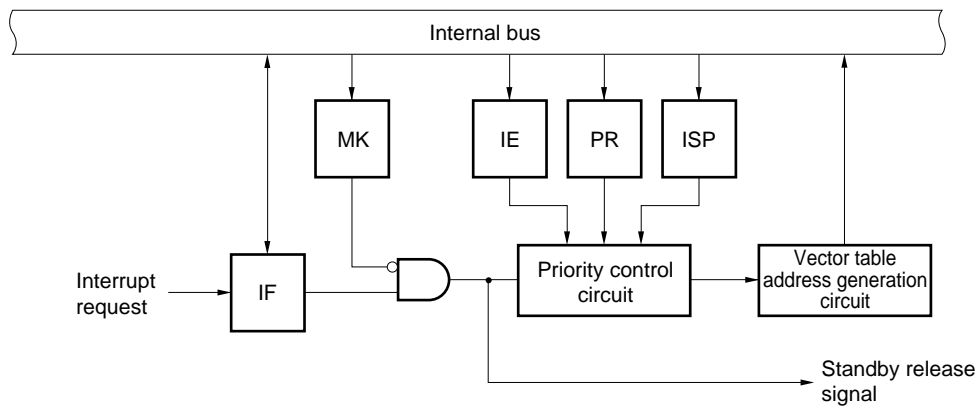 Internal bus
MK
IE
PR
ISP
Interrupt
request
IF
Priority control
circuit
Vector table
address generation
circuit
Standby release
signal